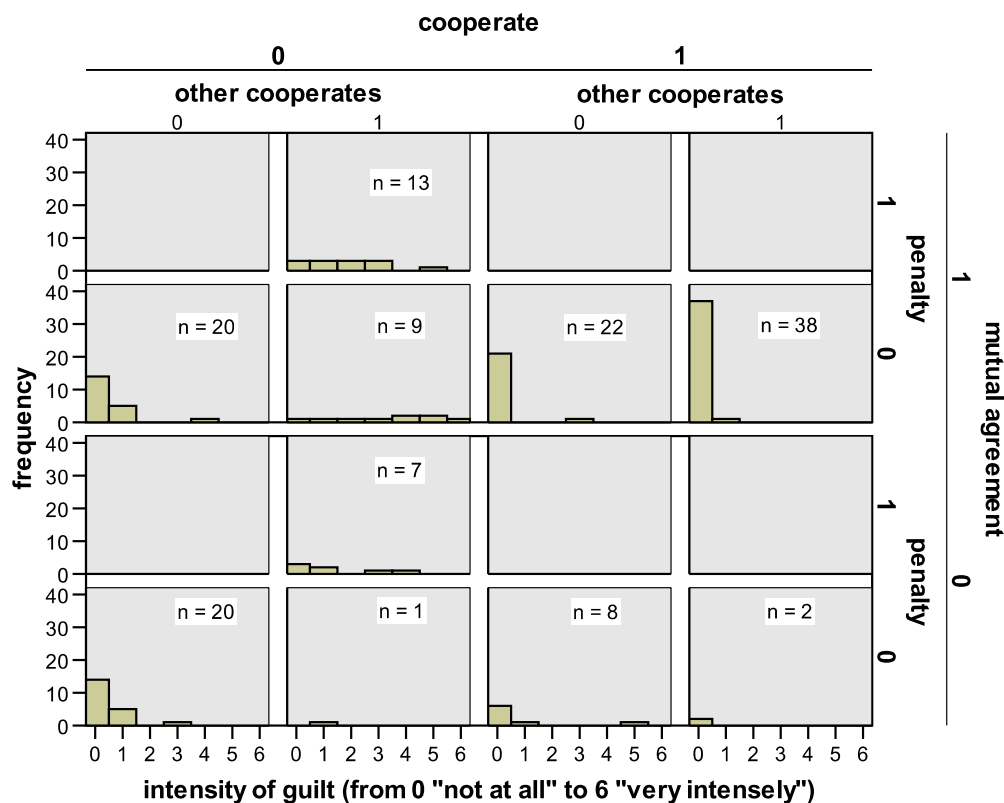 cooperate
0 1
other cooperates other cooperates
0 1 0 1
40
30
20
10
0
n = 13
1
40
30
20
10
0
n = 20 n = 9 n = 22 n = 38
0
penalty
1
40
30
20
10
0
n = 7
1
40
30
20
10
0
n = 20 n = 1 n = 8 n = 2
0
penalty
0
mutual agreement
frequency
0 1 2 3 4 5 6 0 1 2 3 4 5 6 0 1 2 3 4 5 6 0 1 2 3 4 5 6
intensity of guilt (from 0 "not at all" to 6 "very intensely")